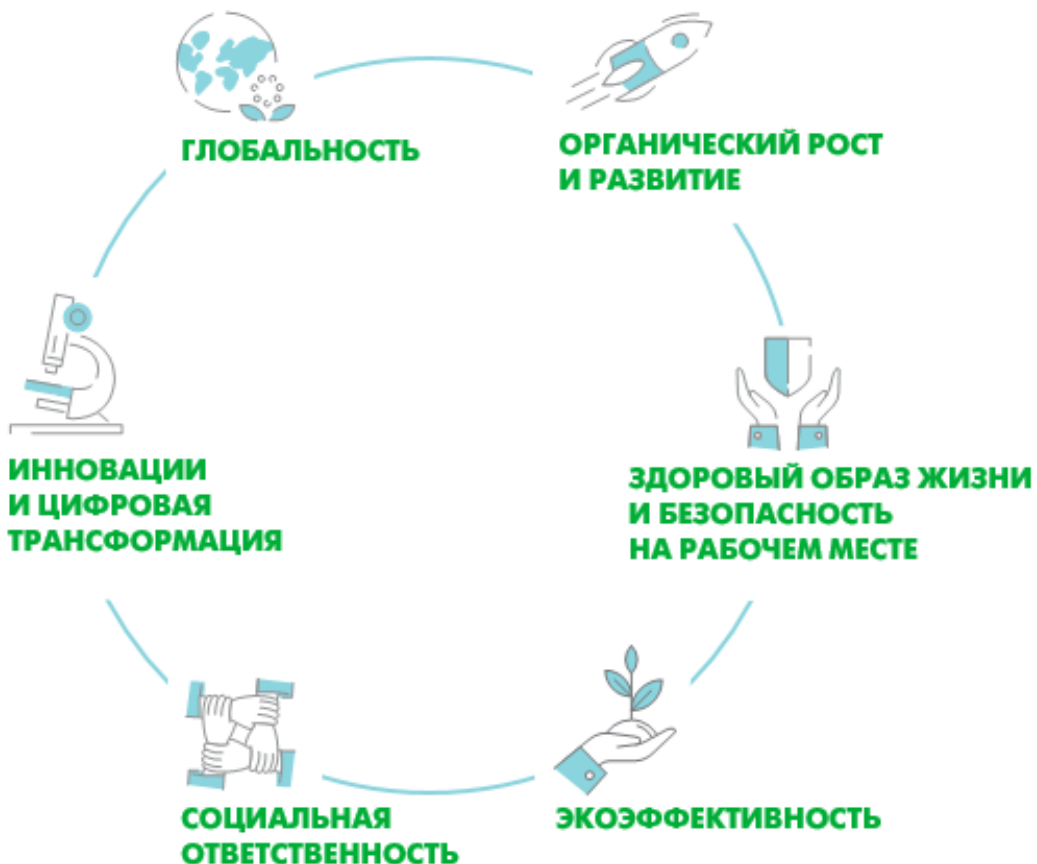 ГЛОБАЛЬНОСТЬ
ОРГАНИЧЕСКИЙ РОСТ
И РАЗВИТИЕ
ИННОВАЦИИ
И ЦИФРОВАЯ
ТРАНСФОРМАЦИЯ
ЗДОРОВЫЙ ОБРАЗ ЖИЗНИ
И БЕЗОПАСНОСТЬ
НА РАБОЧЕМ МЕСТЕ
СОЦИАЛЬНАЯ
ОТВЕТСТВЕННОСТЬ
ЭКОЭФФЕКТИВНОСТЬ